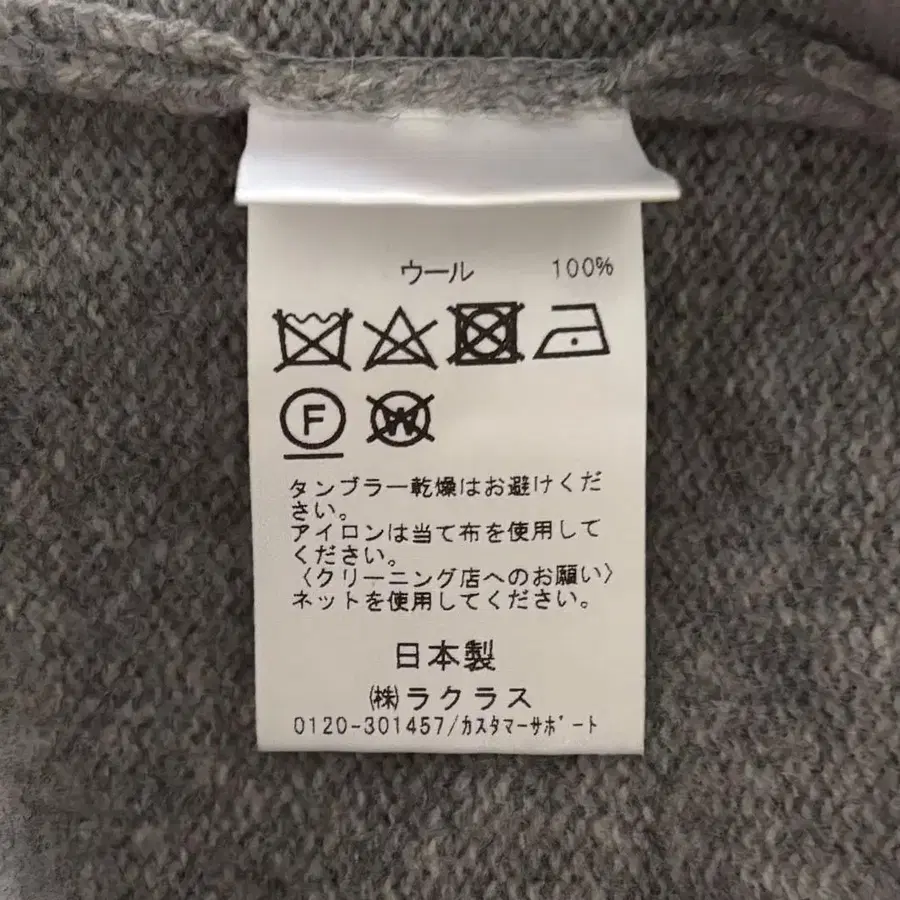 ウール 100%
F W
タンブラー乾燥はお避けくだ
さい。
アイロンは当て布を使用して
ください。
〈クリーニング店へのお願い〉
ネットを使用してください。
日本製
㈱ラクラス
0120-301457/ｶｽﾀﾏｰｻﾎﾟｰﾄ